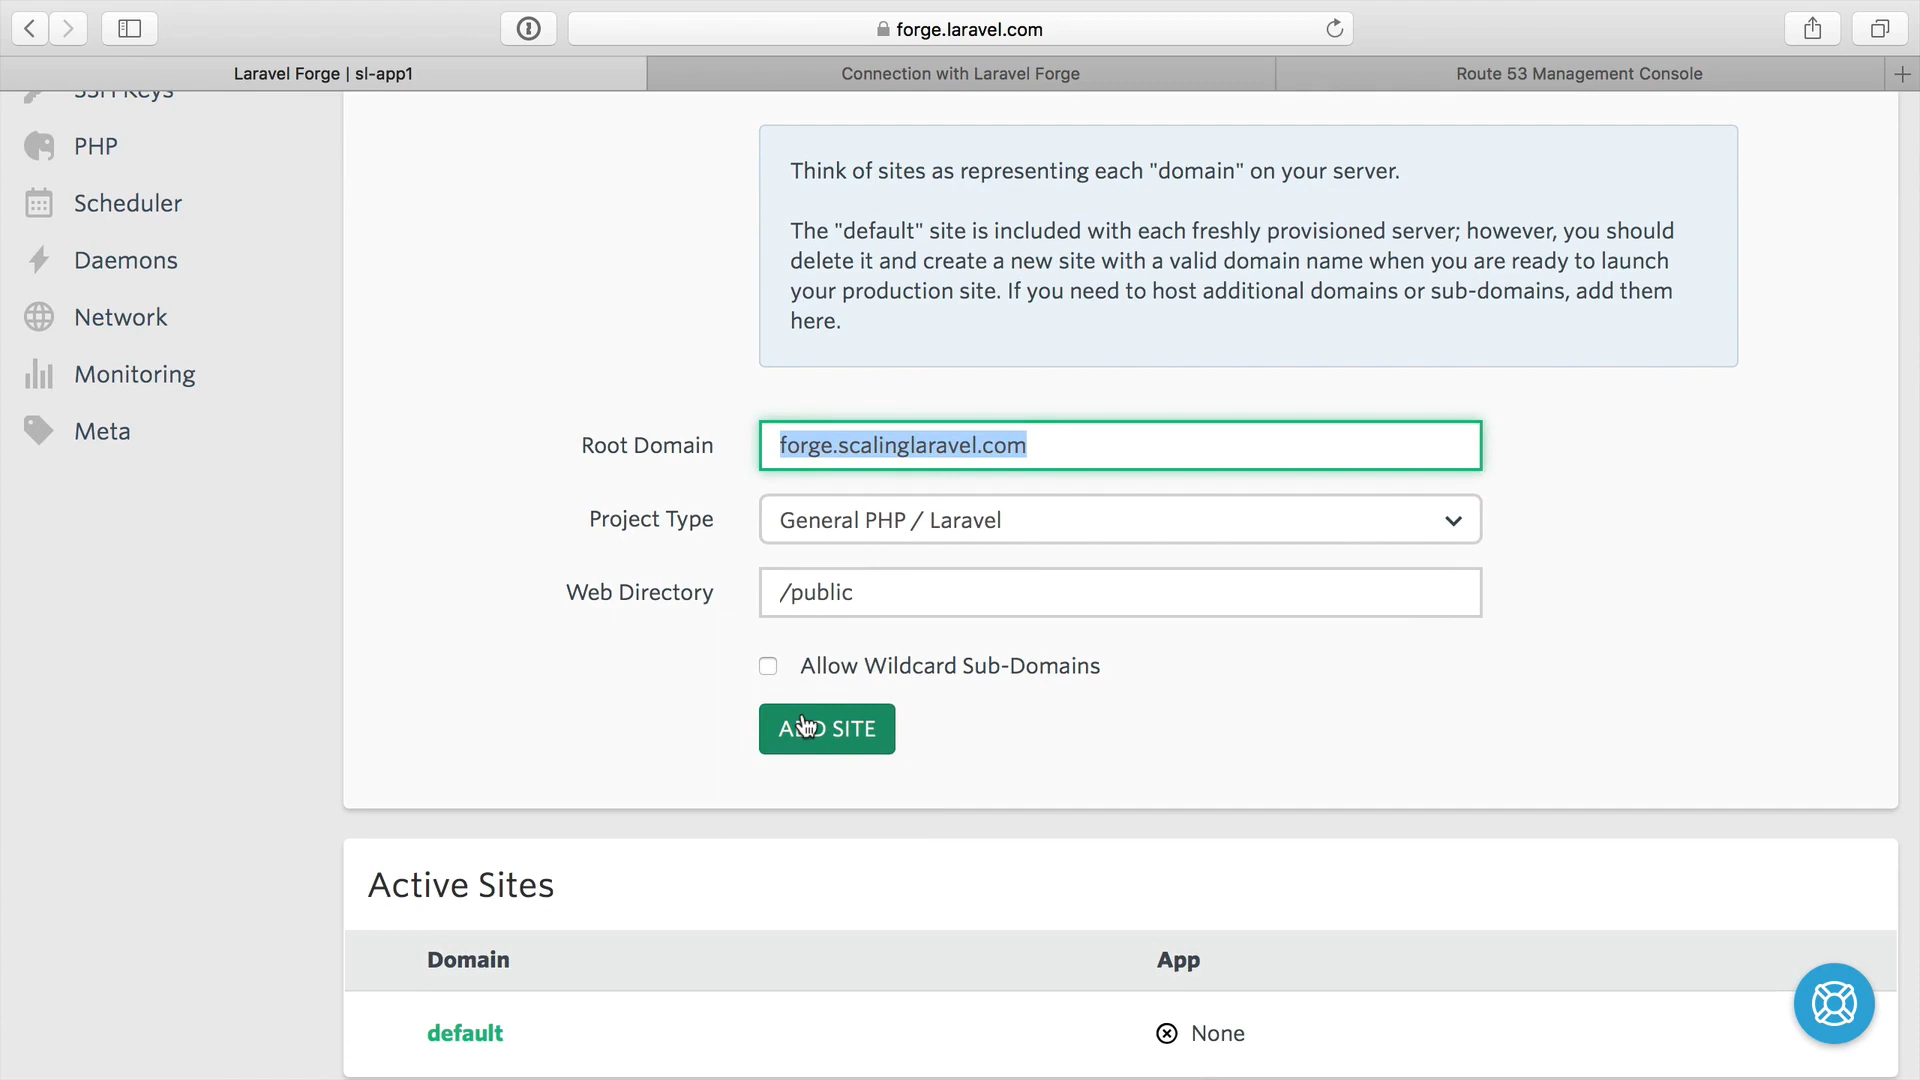 forge.laravel.com
Laravel Forge | sl-app1
Connection with Laravel Forge
Route 53 Management Console
SSH Keys
PHP
Scheduler
Daemons
Network
Monitoring
Meta
Think of sites as representing each "domain" on your server.
The "default" site is included with each freshly provisioned server; however, you should
delete it and create a new site with a valid domain name when you are ready to launch
your production site. If you need to host additional domains or sub-domains, add them
here.
Root Domain
forge.scalinglaravel.com
Project Type
General PHP / Laravel
Web Directory
/public
Allow Wildcard Sub-Domains
ADD SITE
Active Sites
Domain
App
default
None